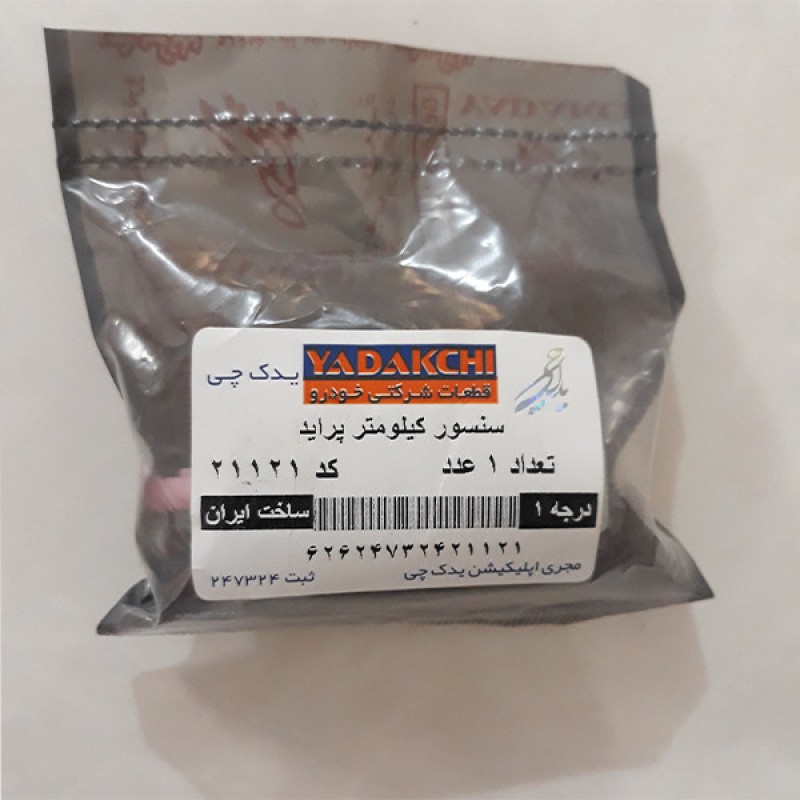 یدک چی YADAKCHI
قطعات شرکتی خودرو
سنسور کیلومتر پراید
تعداد ۱ عدد کد ۲۱۱۲۱
درجه ۱ ساخت ایران
۶۲۶۲۴۷۳۲۴۲۱۱۲۱
مجری اپلیکیشن یدک چی ثبت ۲۴۷۳۲۴